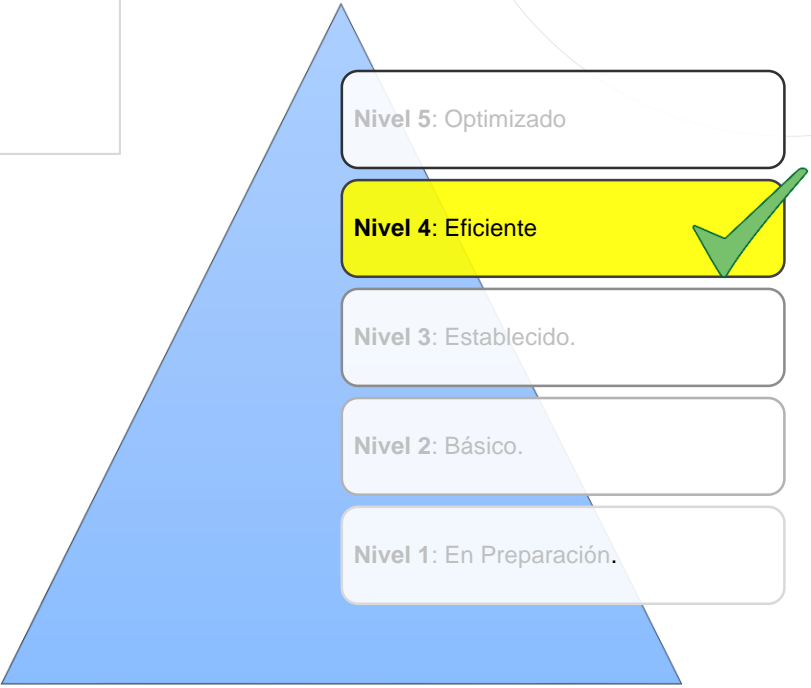 Nivel 5: Optimizado
Nivel 4: Eficiente
Nivel 3: Establecido.
Nivel 2: Básico.
Nivel 1: En Preparación.